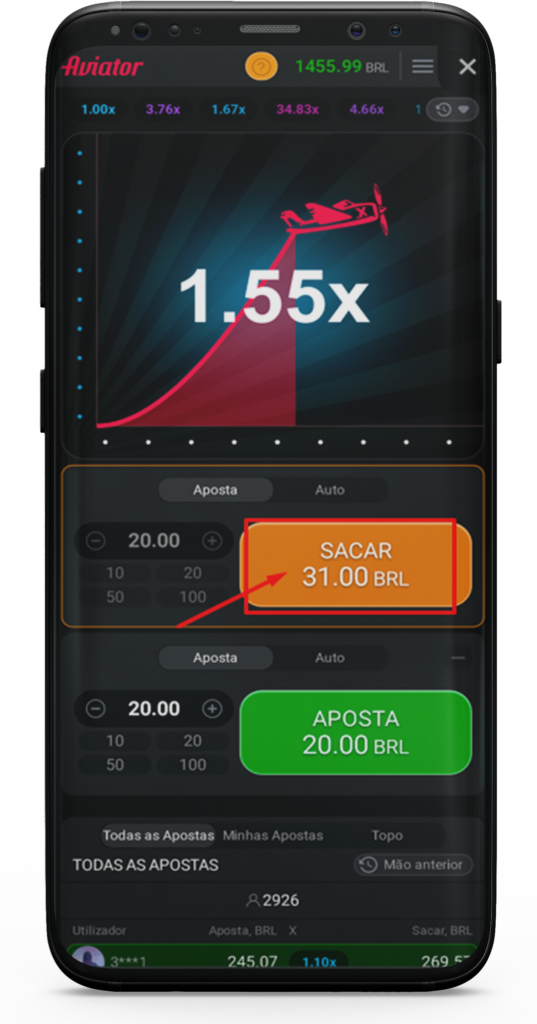 Aviator 1455.99 BRL
1.00x 3.76x 1.67x 34.83x 4.66x 1
1.55x
Aposta Auto
20.00
10 20
50 100
SACAR
31.00 BRL
Aposta Auto
20.00
10 20
50 100
APOSTA
20.00 BRL
Todas as Apostas Minhas Apostas Topo
TODAS AS APOSTAS Mão anterior
2926
Utilizador Aposta, BRL X Sacar, BRL
3***1 245.07 1.10x 269.57